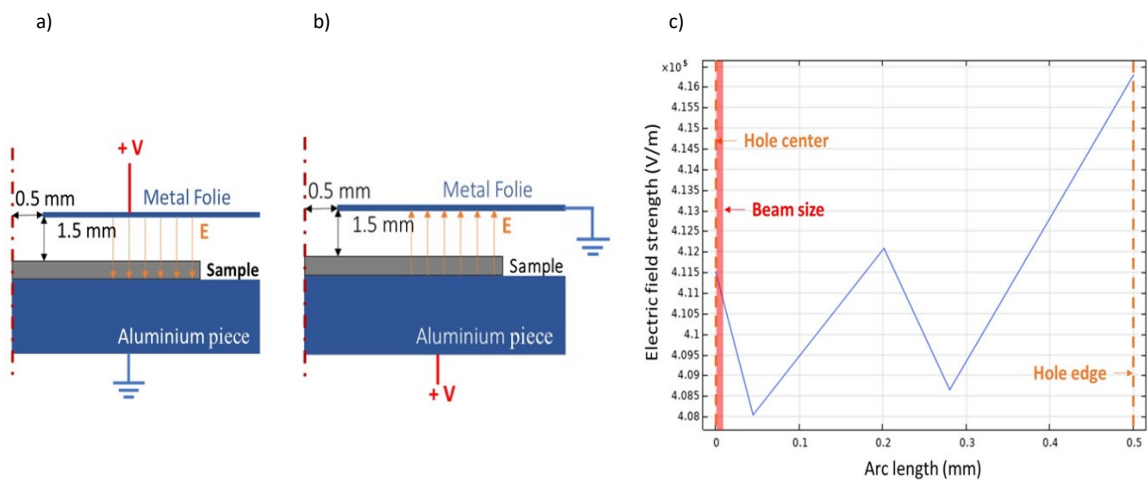 a)
b)
c)
+ V
0.5 mm
Metal Folie
1.5 mm
E
Sample
Aluminium piece
0.5 mm
Metal Folie
1.5 mm
E
Sample
Aluminium piece
+ V
×10⁵
4.16
4.155
4.15
4.145
4.14
4.135
4.13
4.125
4.12
4.115
4.11
4.105
4.1
4.095
4.09
4.085
4.08
Electric field strength (V/m)
Hole center
Beam size
Hole edge
0
0.1
0.2
0.3
0.4
0.5
Arc length (mm)